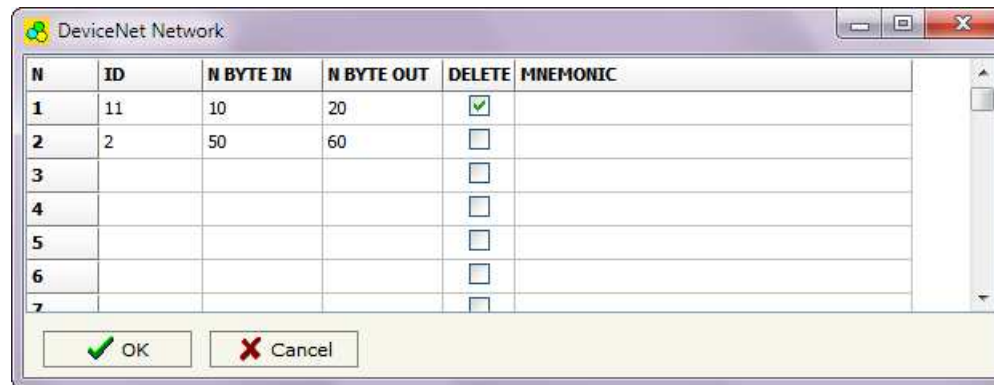 DeviceNet Network
N ID N BYTE IN N BYTE OUT DELETE MNEMONIC
1 11 10 20
2 2 50 60
3
4
5
6
7
OK Cancel